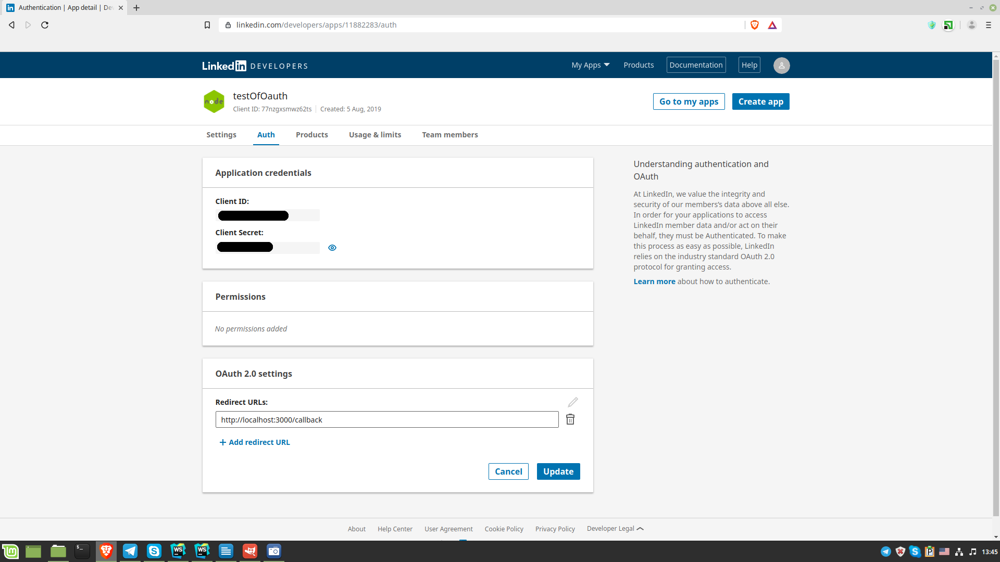 Authentication | App detail | De
linkedin.com/developers/apps/11882283/auth
Linked in DEVELOPERS
My Apps
Products
Documentation
Help
node
testOfOauth
Client ID: 77nzgxsmwz62ts
Created: 5 Aug, 2019
Go to my apps
Create app
Settings
Auth
Products
Usage & limits
Team members
Application credentials
Client ID:
Client Secret:
Permissions
No permissions added
OAuth 2.0 settings
Redirect URLs:
http://localhost:3000/callback
+ Add redirect URL
Cancel
Update
Understanding authentication and
OAuth
At LinkedIn, we value the integrity and
security of our members's data above all else.
In order for your applications to access
LinkedIn member data and/or act on their
behalf, they must be Authenticated. To make
this process as easy as possible, LinkedIn
relies on the industry standard OAuth 2.0
protocol for granting access.
Learn more about how to authenticate.
About
Help Center
User Agreement
Cookie Policy
Privacy Policy
Developer Legal
WS
WS
13:45